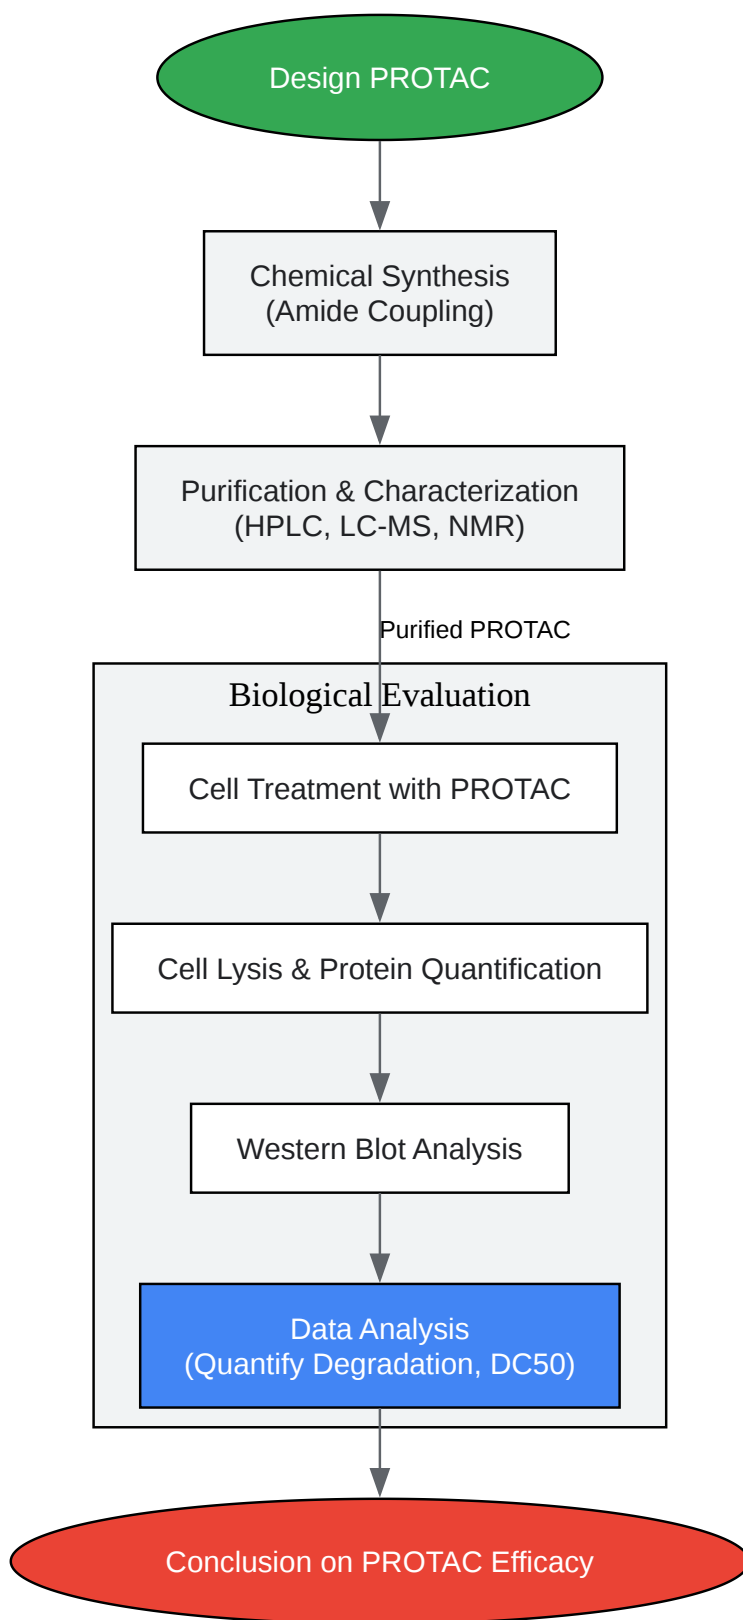 Design PROTAC
Chemical Synthesis
(Amide Coupling)
Purification & Characterization
(HPLC, LC-MS, NMR)
Purified PROTAC
Biological Evaluation
Cell Treatment with PROTAC
Cell Lysis & Protein Quantification
Western Blot Analysis
Data Analysis
(Quantify Degradation, DC50)
Conclusion on PROTAC Efficacy